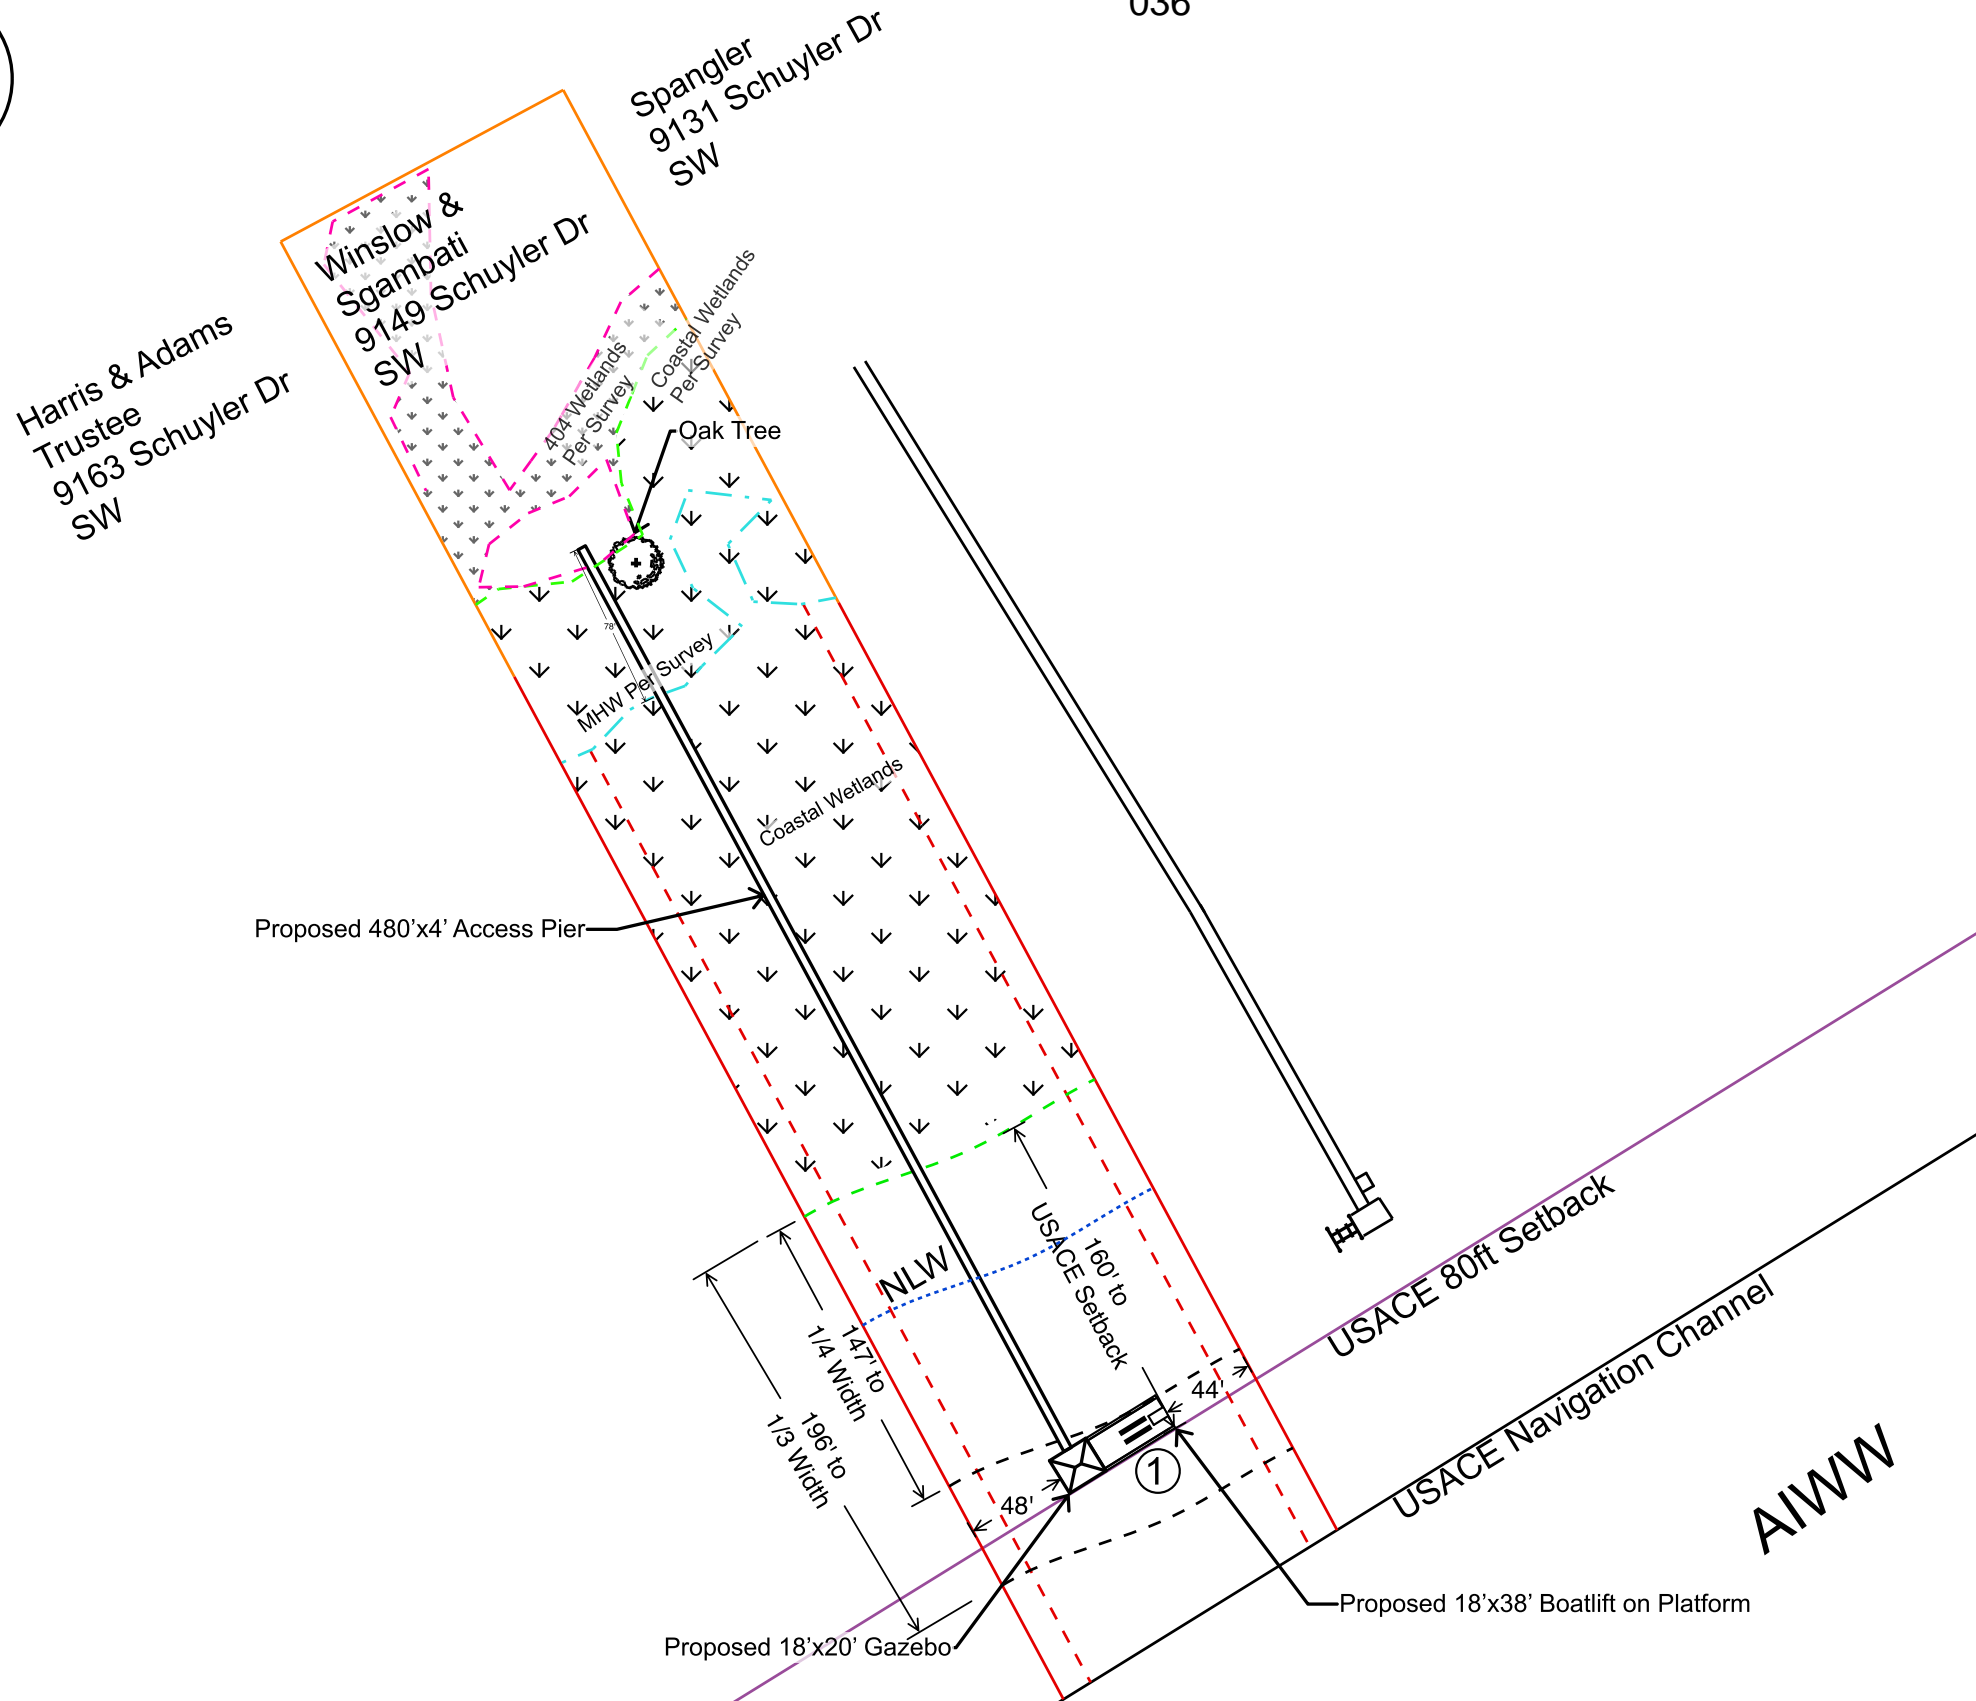 036
Spangler
9131 Schuyler Dr
SW
Winslow &
Sgambati
9149 Schuyler Dr
SW
Harris & Adams
Trustee
9163 Schuyler Dr
SW
404 Wetlands
Per Survey
Coastal Wetlands
Per Survey
Oak Tree
78'
MHW Per Survey
Coastal Wetlands
Proposed 480’x4’ Access Pier
NLW
160' to
USACE Setback
147' to
1/4 Width
196' to
1/3 Width
44'
48'
1
USACE 80ft Setback
USACE Navigation Channel
AIWW
Proposed 18’x38’ Boatlift on Platform
Proposed 18’x20’ Gazebo